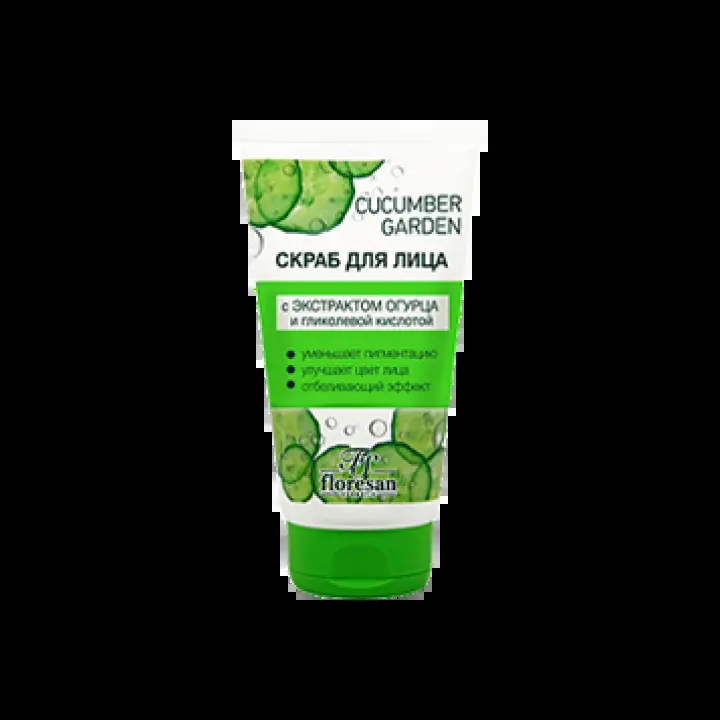 CUCUMBER
GARDEN
СКРАБ ДЛЯ ЛИЦА
с ЭКСТРАКТОМ ОГУРЦА
и гликолевой кислотой
уменьшает пигментацию
улучшает цвет лица
отбеливающий эффект
floresan